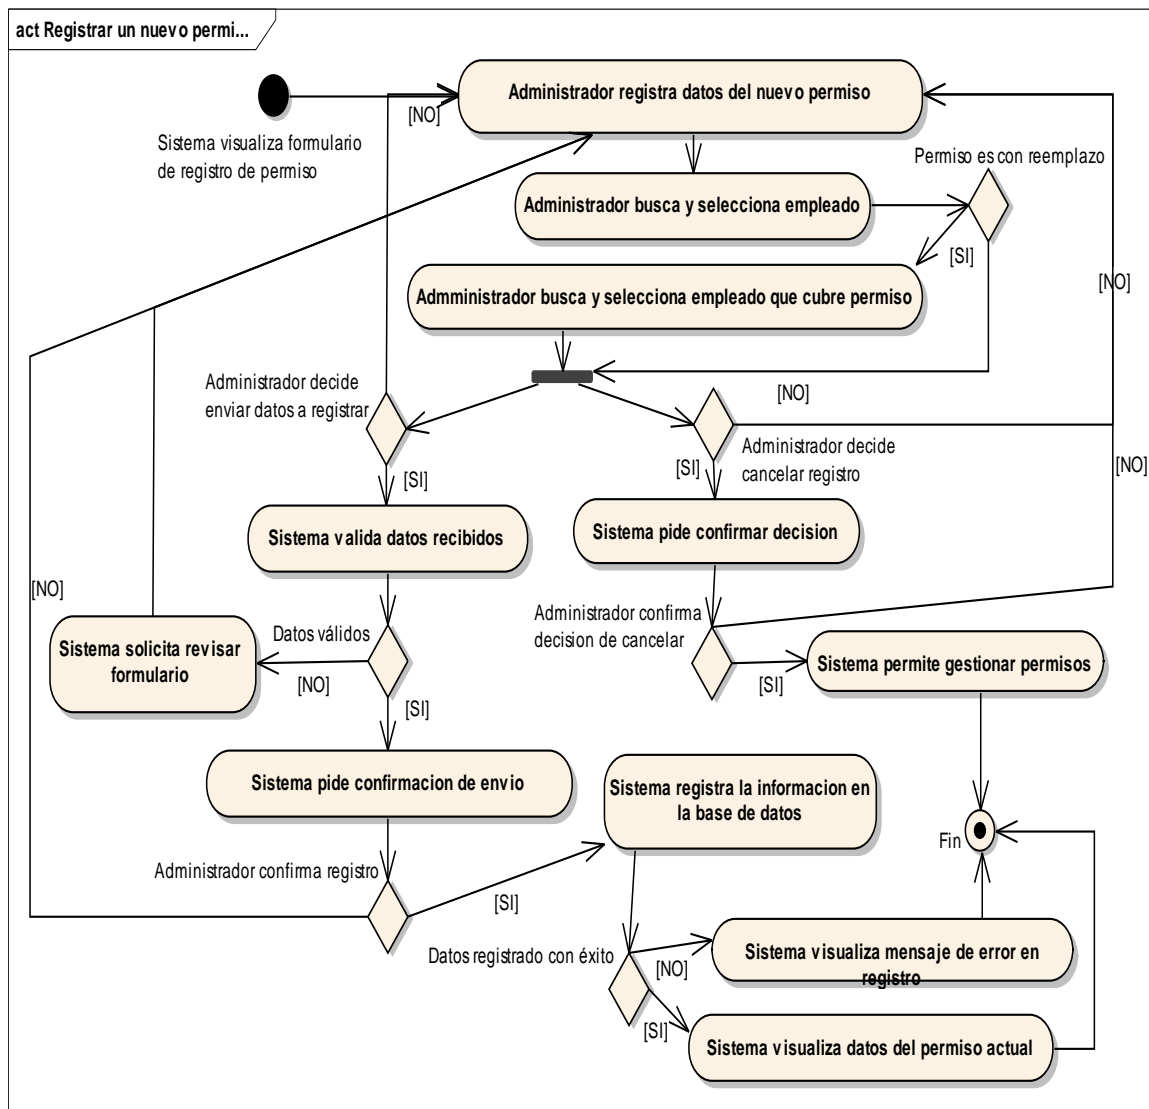 act Registrar un nuevo permi...
Administrador registra datos del nuevo permiso
[NO]
Sistema visualiza formulario
de registro de permiso
Permiso es con reemplazo
Administrador busca y selecciona empleado
[SI]
Admministrador busca y selecciona empleado que cubre permiso
[NO]
Administrador decide
enviar datos a registrar
[NO]
Administrador decide
cancelar registro
[NO]
[SI]
[SI]
Sistema valida datos recibidos
Sistema pide confirmar decision
[NO]
Administrador confirma
decision de cancelar
Datos válidos
Sistema solicita revisar
formulario
[NO]
Sistema permite gestionar permisos
[SI]
[SI]
Sistema pide confirmacion de envio
Sistema registra la informacion en
la base de datos
Fin
Administrador confirma registro
[SI]
Datos registrado con éxito
[NO]
Sistema visualiza mensaje de error en
registro
[SI]
Sistema visualiza datos del permiso actual